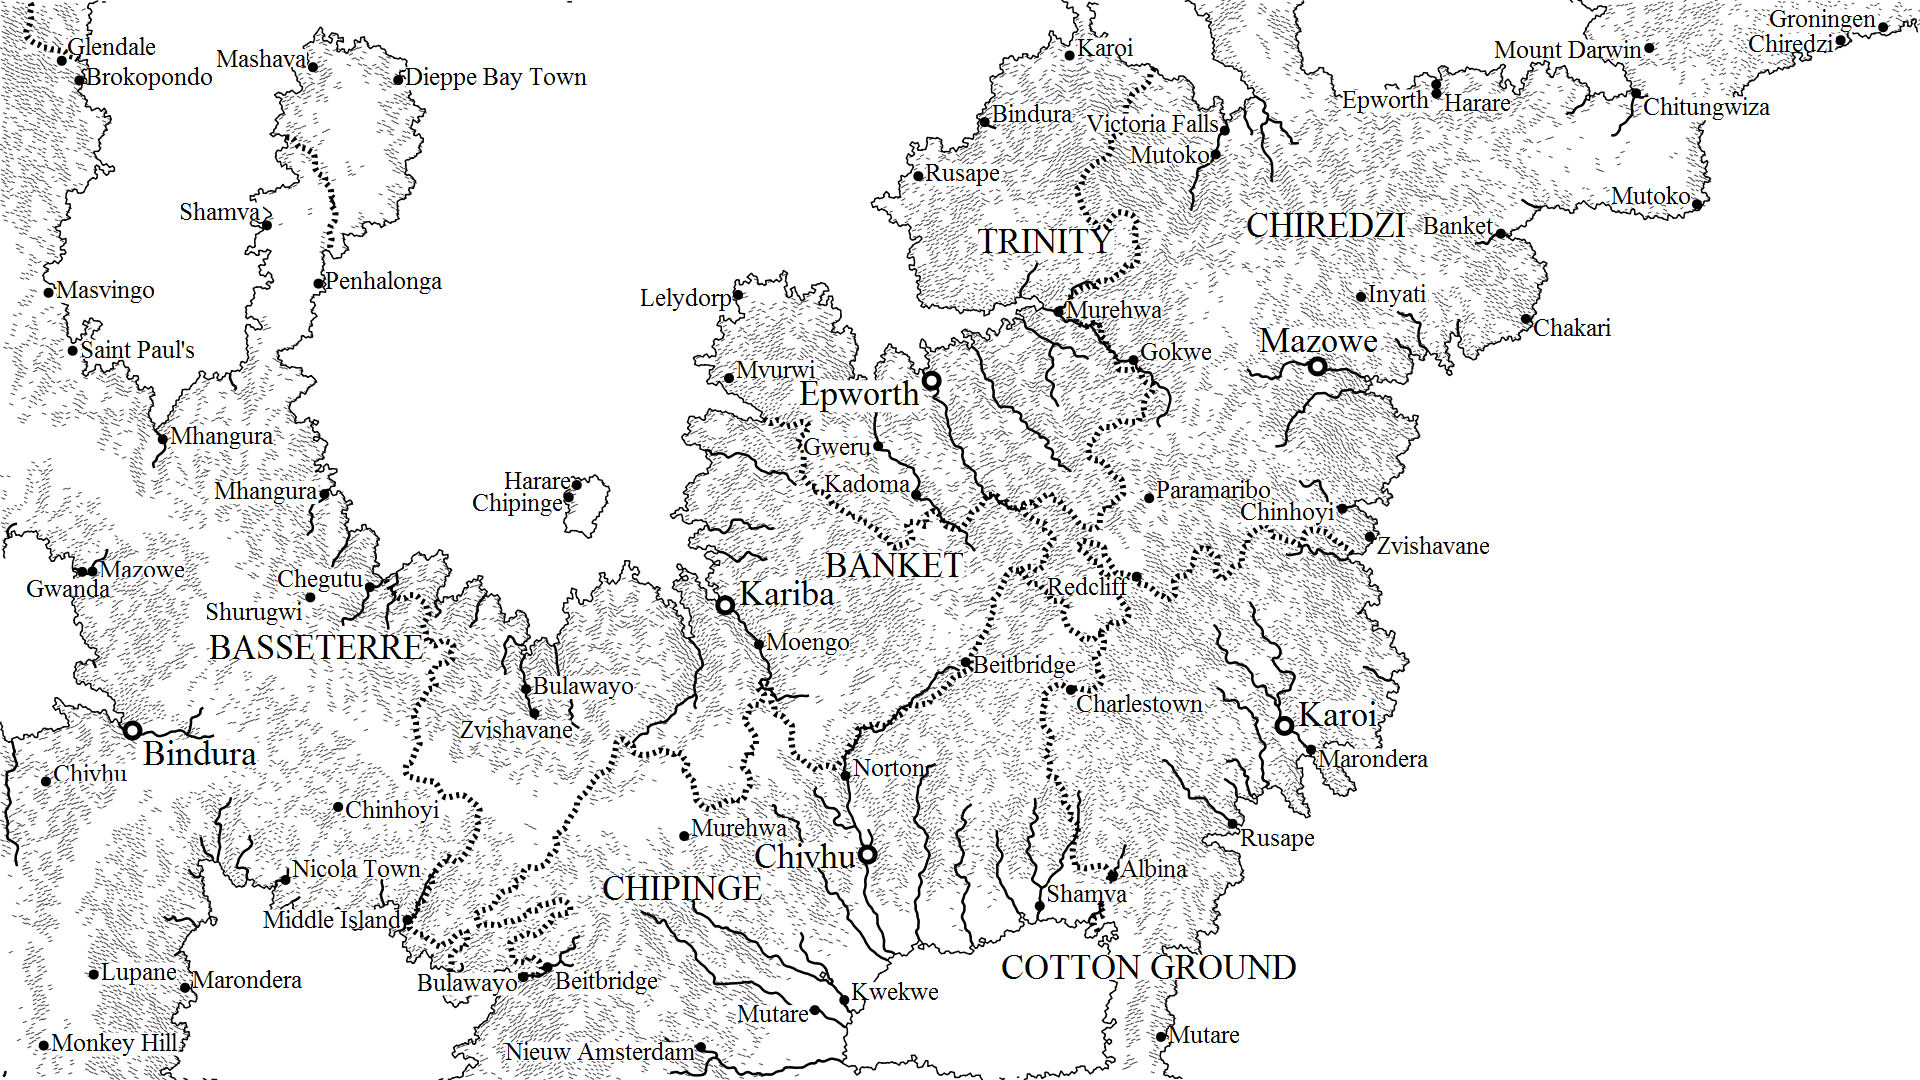 Groningen
Glendale
Chiredzi
Karoi
Mount Darwin
Mashava
Brokopondo
Dieppe Bay Town
Epworth
Harare
Chitungwiza
Bindura
Victoria Falls
Mutoko
Rusape
Mutoko
Shamva
CHIREDZI
Banket
TRINITY
Penhalonga
Masvingo
Lelydorp
Inyati
Murehwa
Chakari
Mazowe
Saint Paul's
Gokwe
Mvurwi
Epworth
Mhangura
Gweru
Harare
Kadoma
Mhangura
Paramaribo
Chipinge
Chinhoyi
Zvishavane
BANKET
Mazowe
Chegutu
Gwanda
Redcliff
Kariba
Shurugwi
Moengo
BASSETERRE
Beitbridge
Bulawayo
Charlestown
Karoi
Zvishavane
Bindura
Marondera
Norton
Chivhu
Chinhoyi
Murehwa
Rusape
Chivhu
Nicola Town
Albina
CHIPINGE
Shamva
Middle Island
COTTON GROUND
Lupane
Marondera
Bulawayo
Beitbridge
Kwekwe
Mutare
Mutare
Monkey Hill
Nieuw Amsterdam